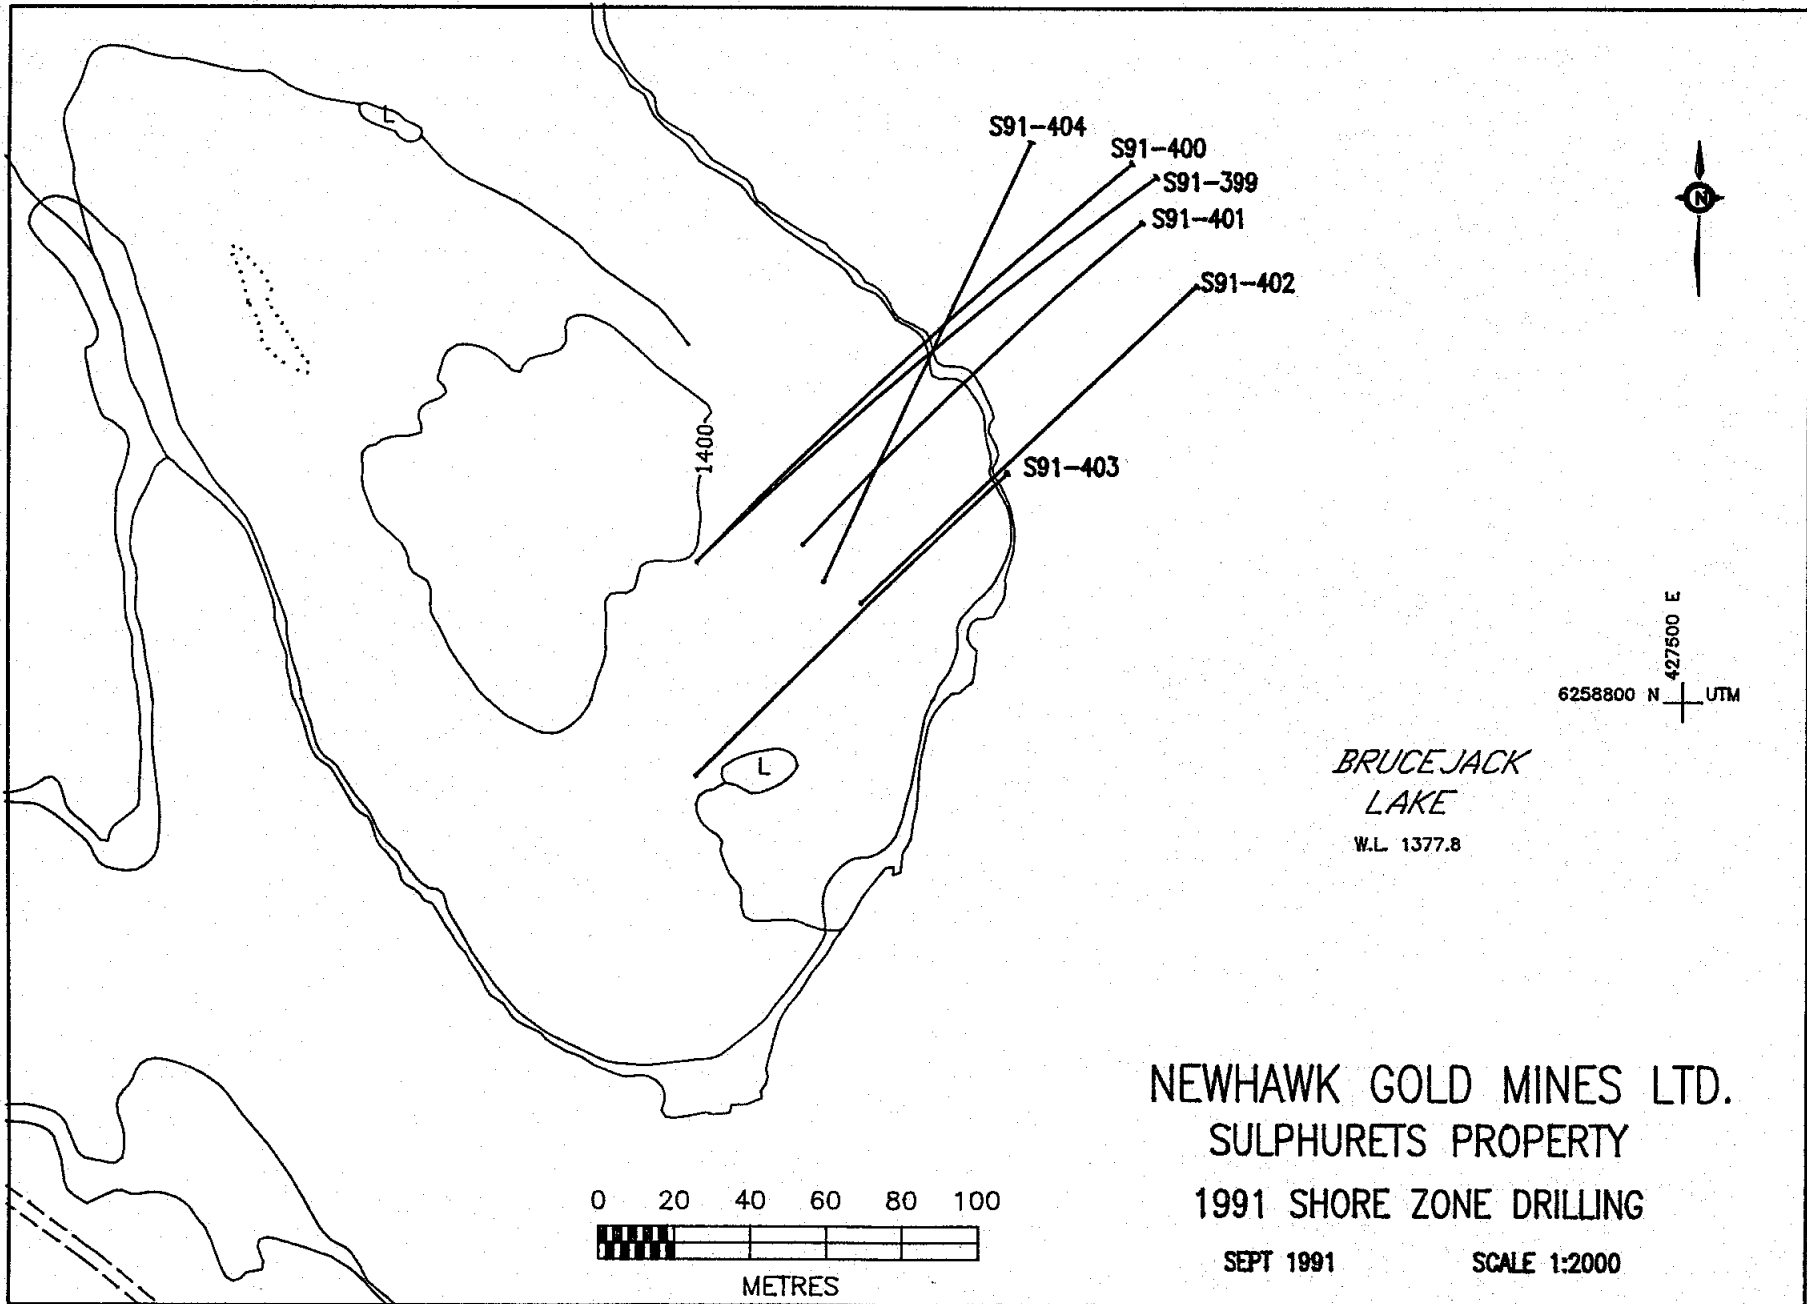 L
S91-404
S91-400
S91-399
S91-401
N
S91-402
1400
S91-403
427500 E
6258800 N UTM
L
BRUCEJACK
LAKE
W.L. 1377.8
NEWHAWK GOLD MINES LTD.
SULPHURETS PROPERTY
1991 SHORE ZONE DRILLING
SEPT 1991 SCALE 1:2000
0 20 40 60 80 100
METRES